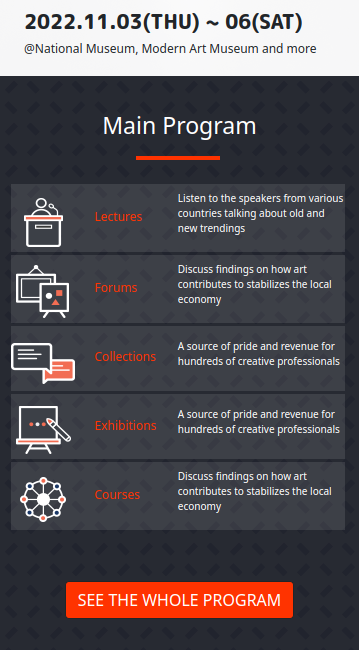 2022.11.03(THU) ~ 06(SAT)
@National Museum, Modern Art Museum and more
Main Program
Lectures
Listen to the speakers from various
countries talking about old and
new trendings
Forums
Discuss findings on how art
contributes to stabilizes the local
economy
Collections
A source of pride and revenue for
hundreds of creative professionals
Exhibitions
A source of pride and revenue for
hundreds of creative professionals
Courses
Discuss findings on how art
contributes to stabilizes the local
economy
SEE THE WHOLE PROGRAM